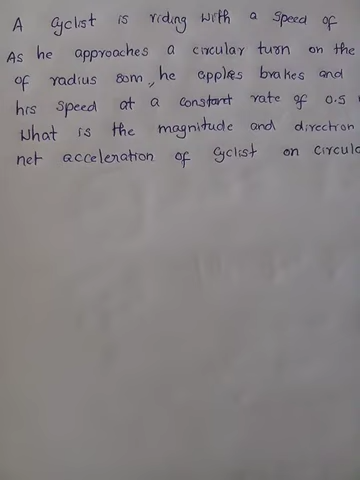 A cyclist is riding with a speed of
As he approaches a circular turn on the
of radius 80m, he applies brakes and
his speed at a constant rate of 0.5
What is the magnitude and direction
net acceleration of cyclist on